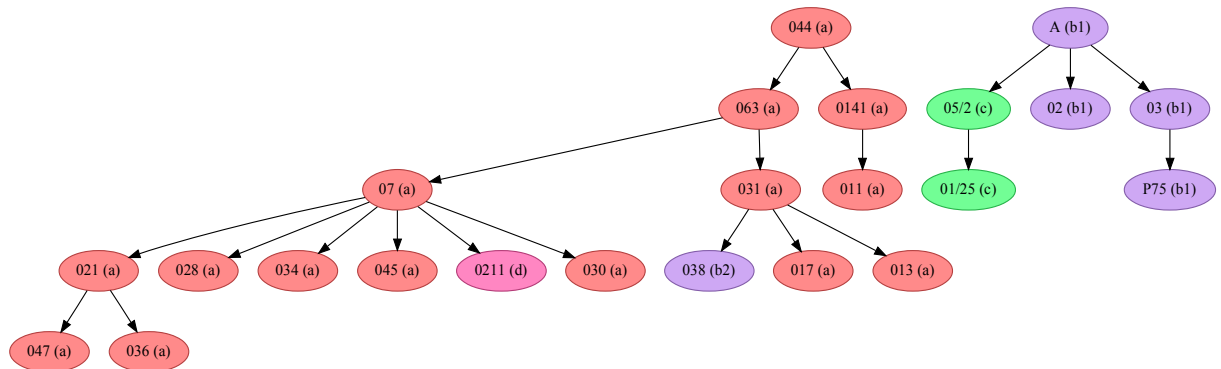 044 (a)
A (b1)
063 (a)
0141 (a)
05/2 (c)
02 (b1)
03 (b1)
07 (a)
031 (a)
011 (a)
01/25 (c)
P75 (b1)
021 (a)
028 (a)
034 (a)
045 (a)
0211 (d)
030 (a)
038 (b2)
017 (a)
013 (a)
047 (a)
036 (a)